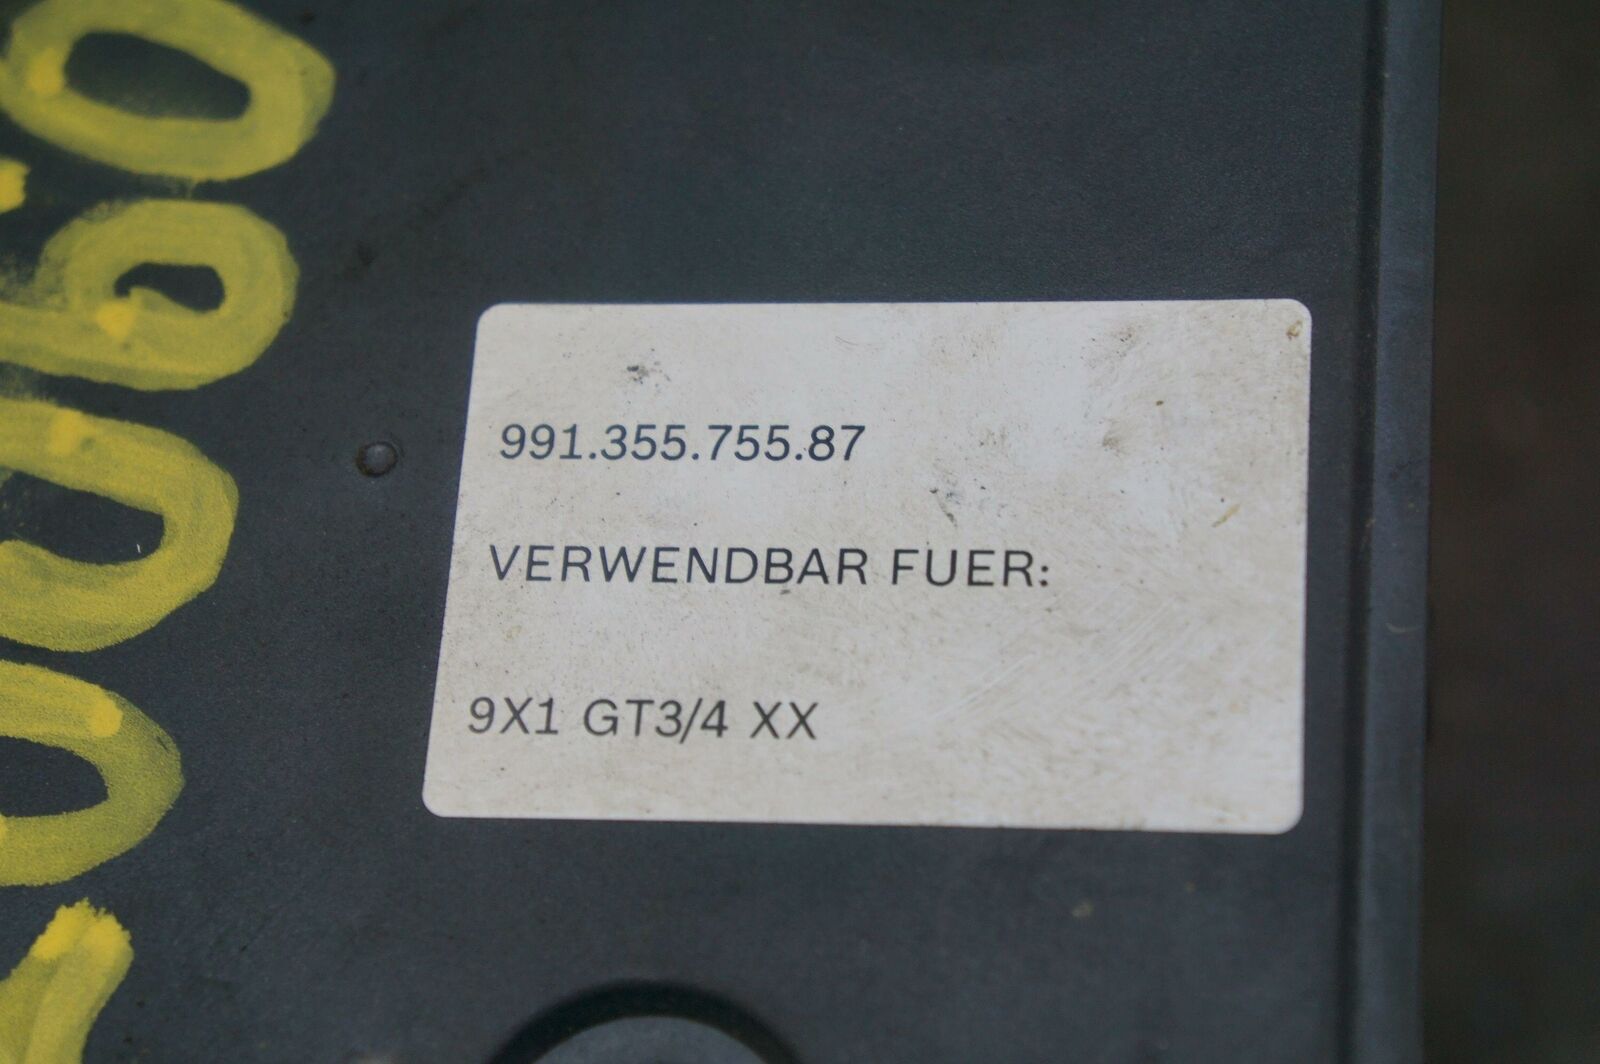 991.355.755.87
VERWENDBAR FUER:
9X1 GT3/4 XX